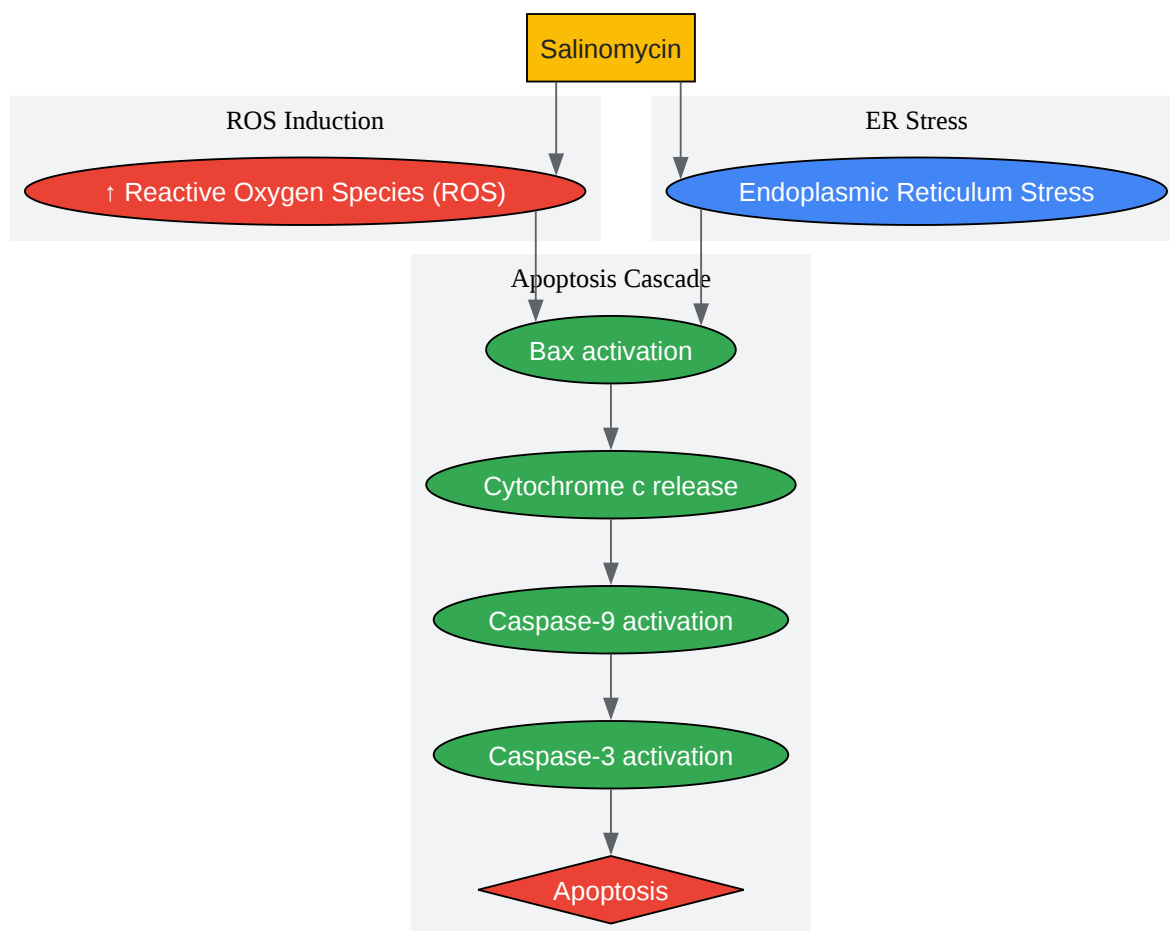 Salinomycin
ROS Induction
ER Stress
↑ Reactive Oxygen Species (ROS)
Endoplasmic Reticulum Stress
Apoptosis Cascade
Bax activation
Cytochrome c release
Caspase-9 activation
Caspase-3 activation
Apoptosis